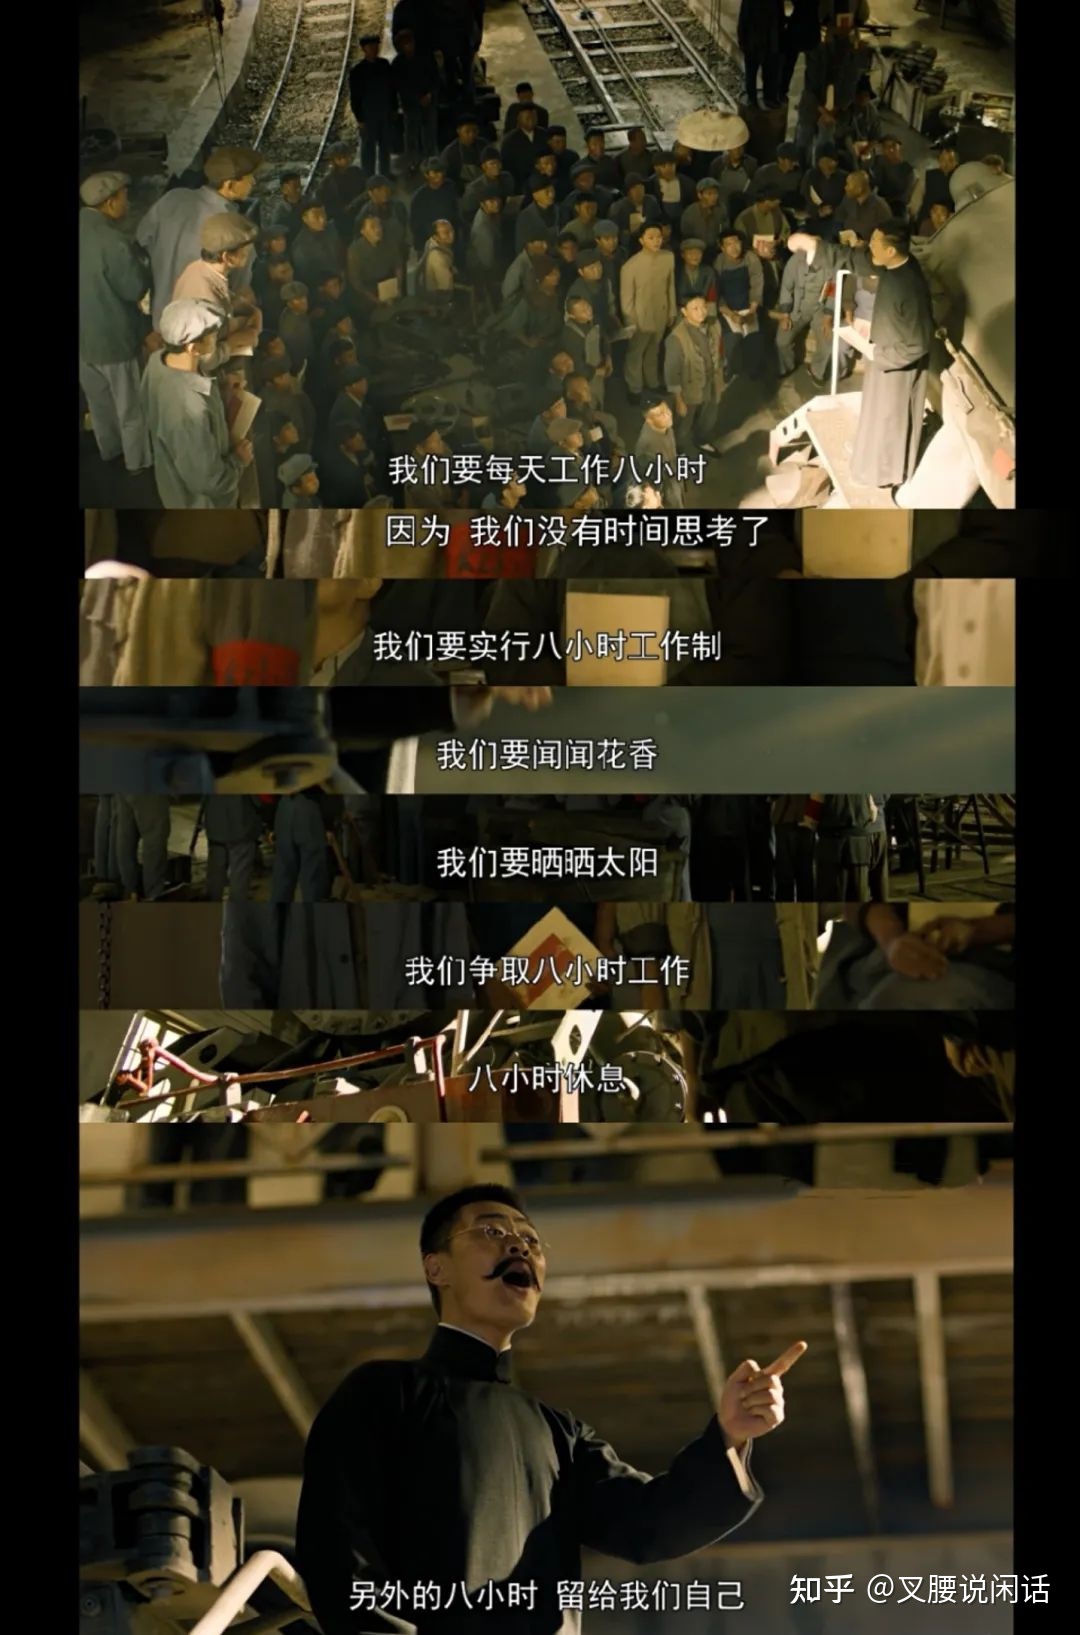 我们要每天工作八小时
因为 我们没有时间思考了
我们要实行八小时工作制
我们要闻闻花香
我们要晒晒太阳
我们争取八小时工作
八小时休息
另外的八小时 留给我们自己
知乎 @叉腰说闲话